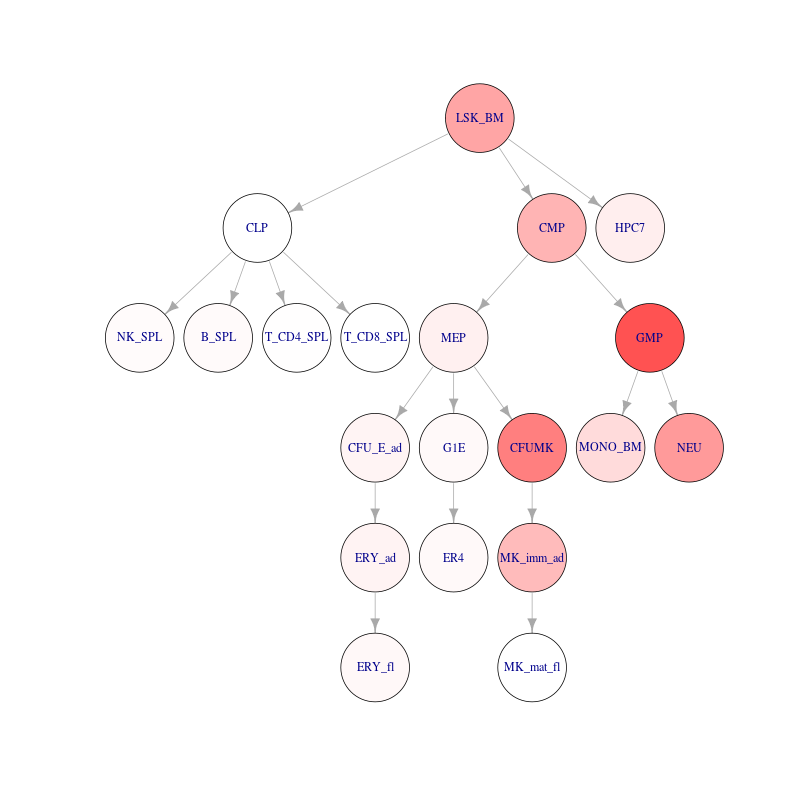 LSK_BM
CLP
CMP
HPC7
NK_SPL
B_SPL
T_CD4_SPL
T_CD8_SPL
MEP
GMP
CFU_E_ad
G1E
CFUMK
MONO_BM
NEU
ERY_ad
ER4
MK_imm_ad
ERY_fl
MK_mat_fl